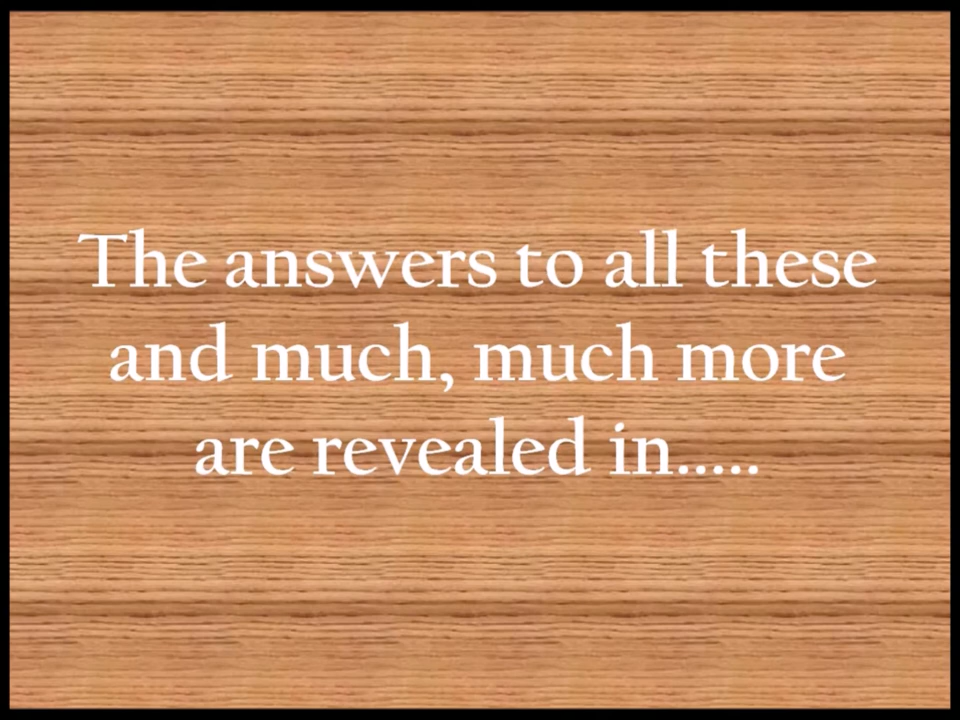 The answers to all these
and much, much more
are revealed in.....